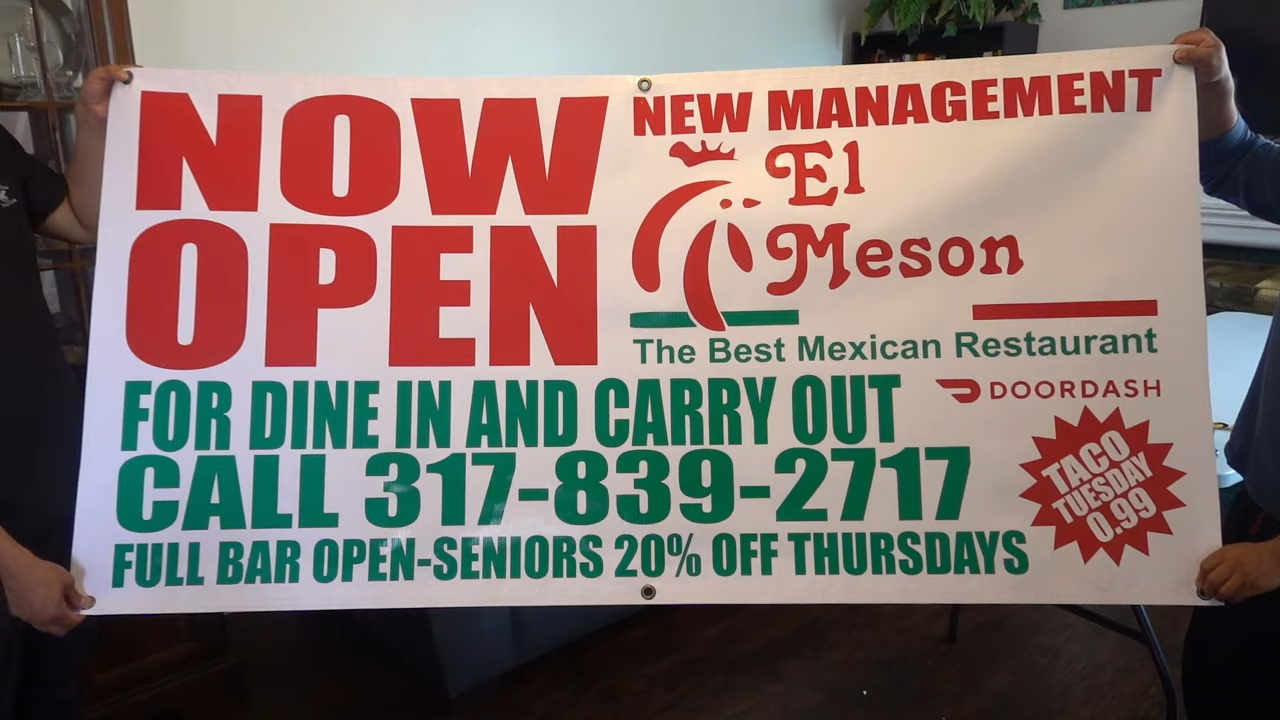 NOW
OPEN
NEW MANAGEMENT
El
Meson
The Best Mexican Restaurant
DOORDASH
FOR DINE IN AND CARRY OUT
CALL 317-839-2717
FULL BAR OPEN-SENIORS 20% OFF THURSDAYS
TACO
TUESDAY
0.99